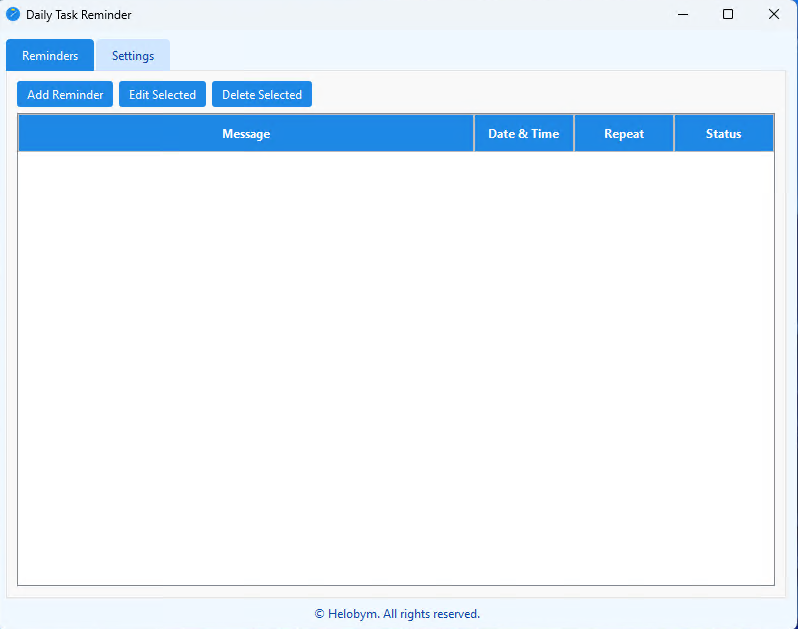 Daily Task Reminder
Reminders Settings
Add Reminder Edit Selected Delete Selected
Message Date & Time Repeat Status
© Helobym. All rights reserved.